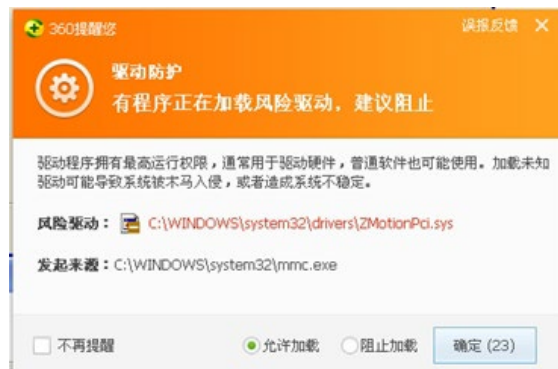 360提醒您
误报反馈
驱动防护
有程序正在加载风险驱动，建议阻止
驱动程序拥有最高运行权限，通常用于驱动硬件，普通软件也可能使用。加载未知
驱动可能导致系统被木马入侵，或者造成系统不稳定。
风险驱动： C:\WINDOWS\system32\drivers\ZMotionPci.sys
发起来源：C:\WINDOWS\system32\mmc.exe
不再提醒
允许加载
阻止加载
确定 (23)